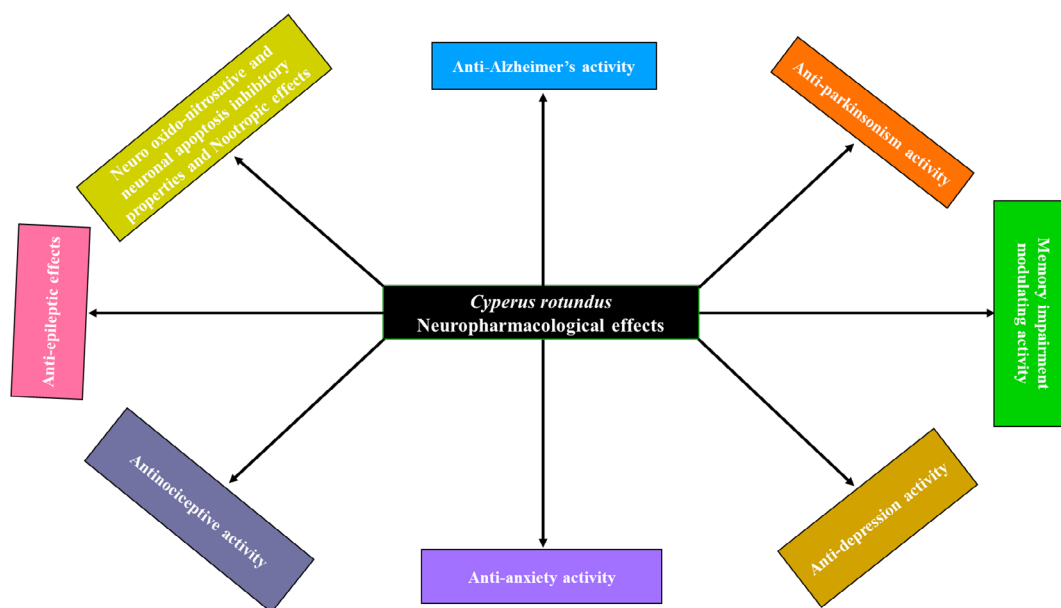 Neuro oxido-nitrosative and
neuronal apoptosis inhibitory
properties and Nootropic effects
Anti-Alzheimer's activity
Anti-parkinsonism activity
Anti-epileptic effects
Cyperus rotundus
Neuropharmacological effects
Memory impairment
modulating activity
Antinociceptive activity
Anti-anxiety activity
Anti-depression activity